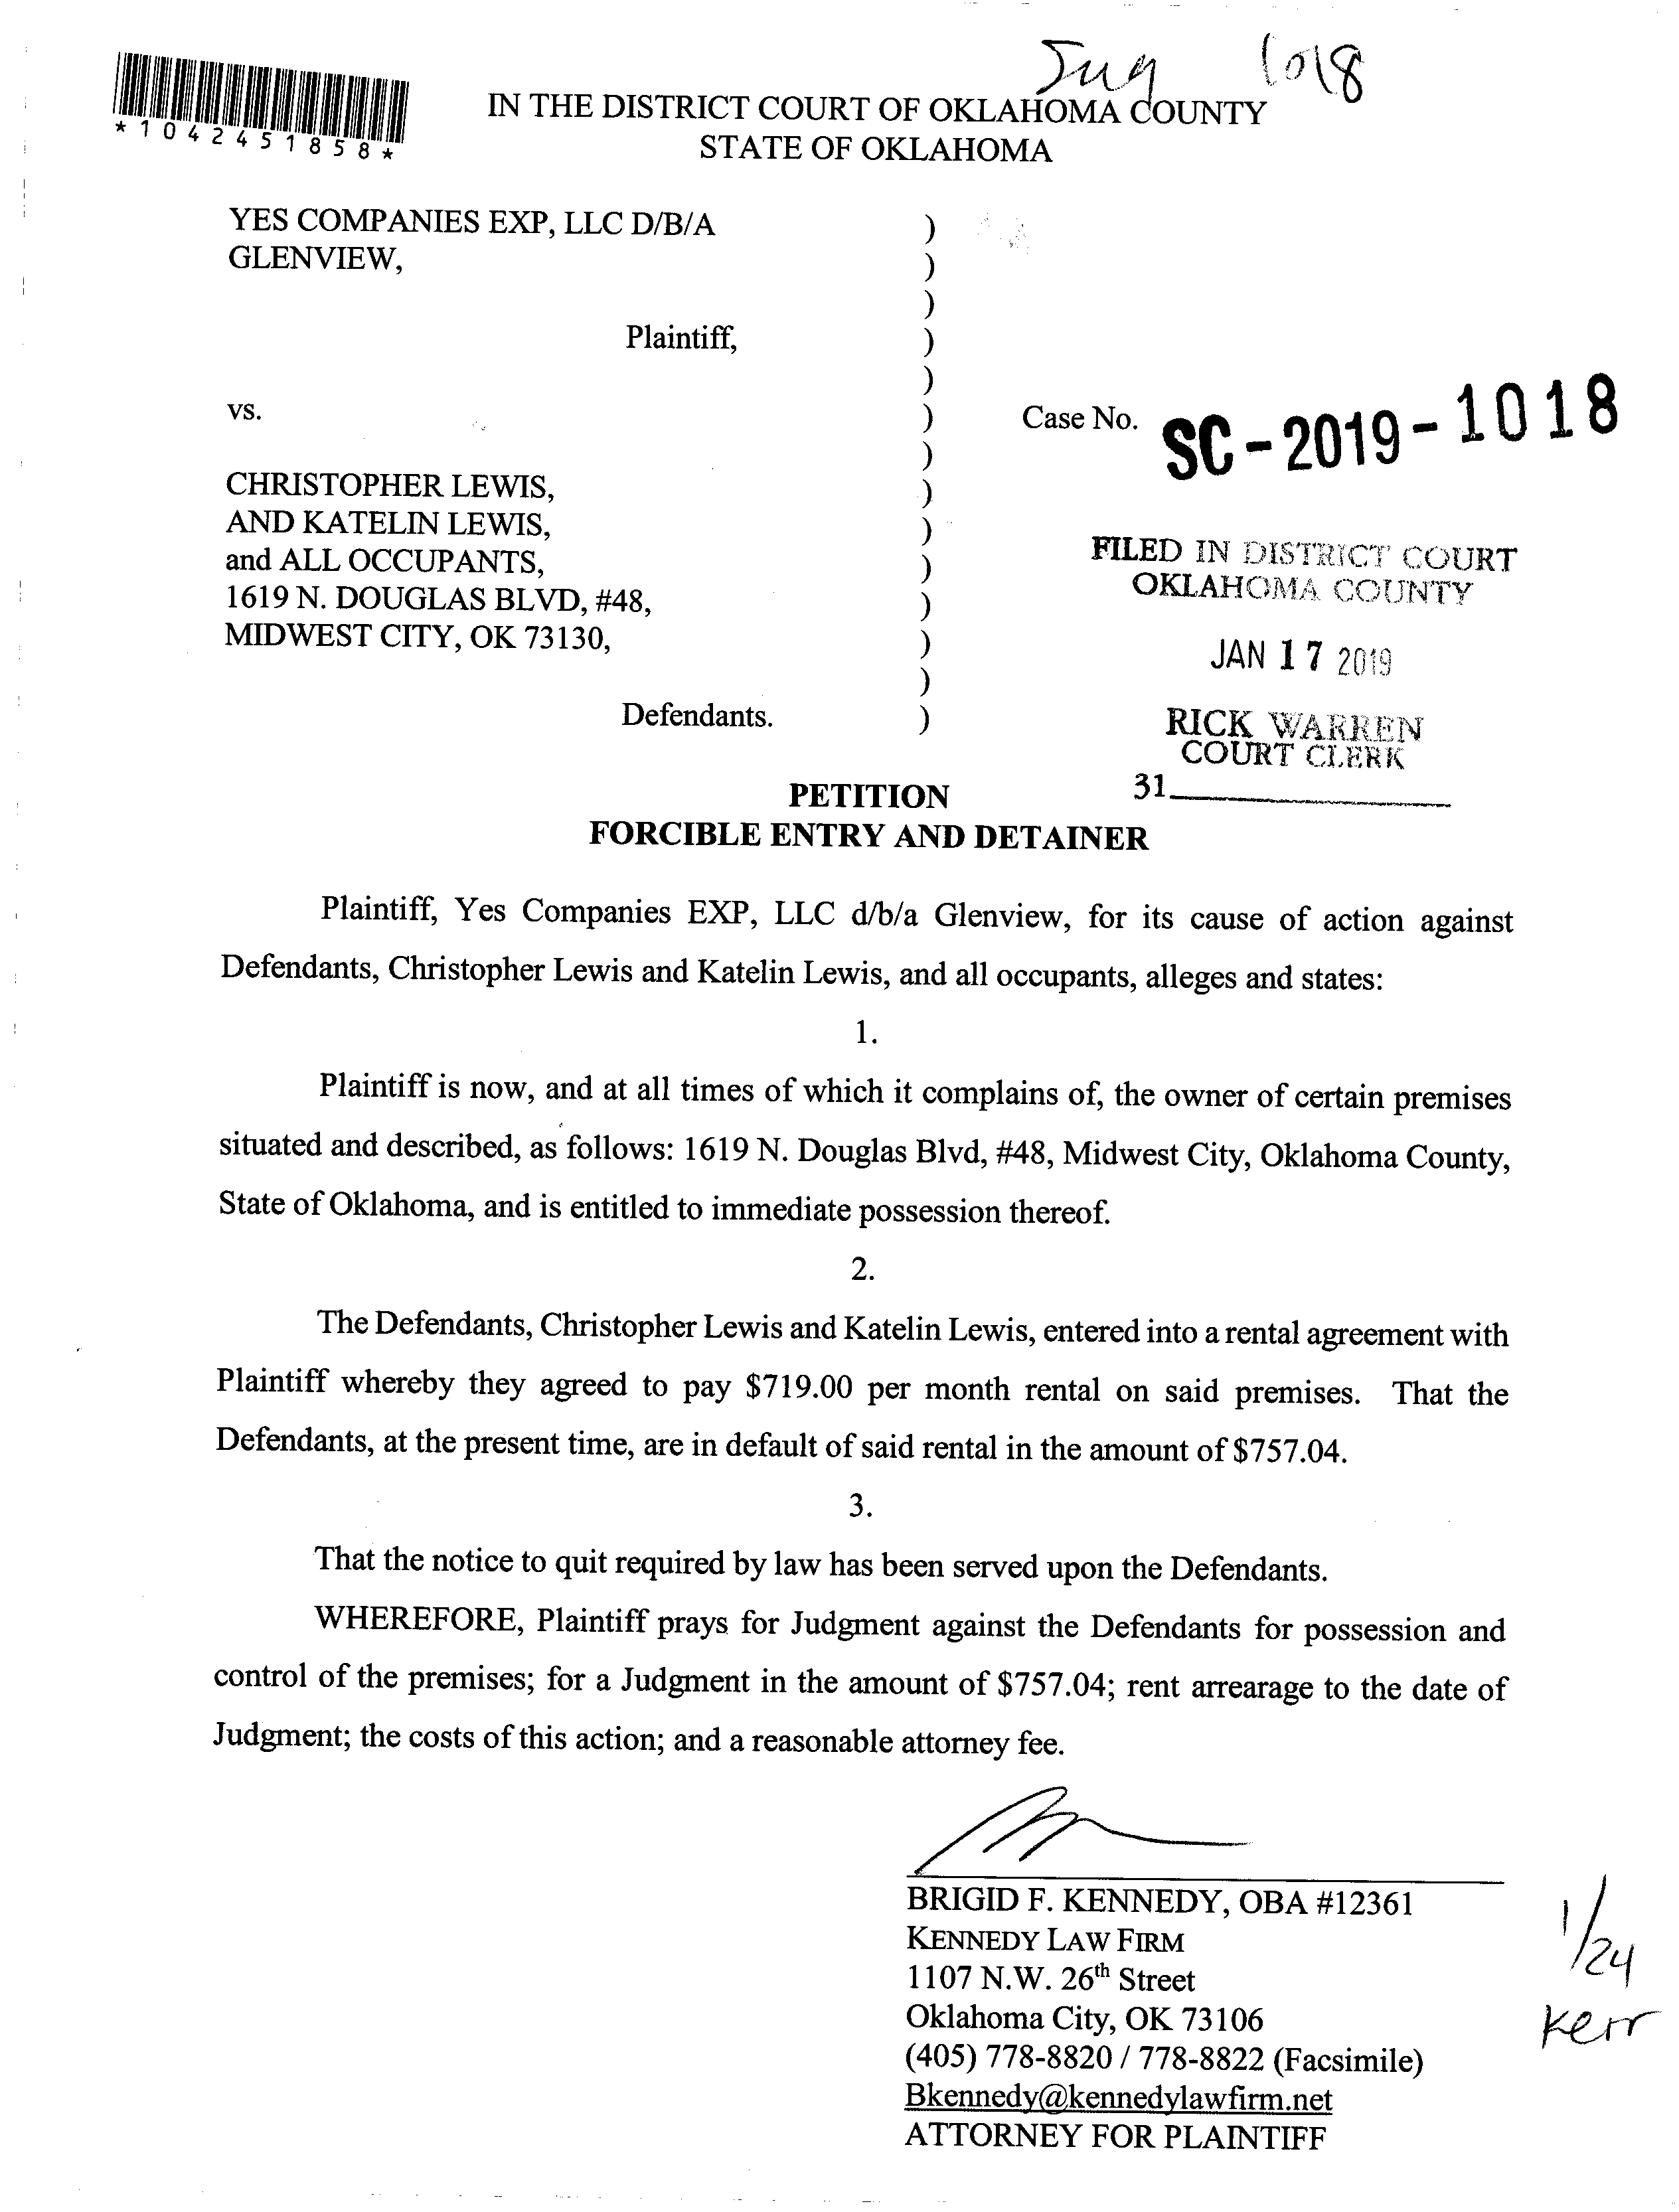 1018
*1042451858*
IN THE DISTRICT COURT OF OKLAHOMA COUNTY
STATE OF OKLAHOMA
YES COMPANIES EXP, LLC D/B/A
GLENVIEW,
Plaintiff,
vs.
CHRISTOPHER LEWIS,
AND KATELIN LEWIS,
and ALL OCCUPANTS,
1619 N. DOUGLAS BLVD, #48,
MIDWEST CITY, OK 73130,
Defendants.
)
)
)
)
)
)
)
)
)
)
)
)
)
)
Case No. SC-2019-1018
FILED IN DISTRICT COURT
OKLAHOMA COUNTY
JAN 17 2019
RICK WARREN
COURT CLERK
31
PETITION
FORCIBLE ENTRY AND DETAINER
Plaintiff, Yes Companies EXP, LLC d/b/a Glenview, for its cause of action against
Defendants, Christopher Lewis and Katelin Lewis, and all occupants, alleges and states:
1.
Plaintiff is now, and at all times of which it complains of, the owner of certain premises
situated and described, as follows: 1619 N. Douglas Blvd, #48, Midwest City, Oklahoma County,
State of Oklahoma, and is entitled to immediate possession thereof.
2.
The Defendants, Christopher Lewis and Katelin Lewis, entered into a rental agreement with
Plaintiff whereby they agreed to pay $719.00 per month rental on said premises. That the
Defendants, at the present time, are in default of said rental in the amount of $757.04.
3.
That the notice to quit required by law has been served upon the Defendants.
WHEREFORE, Plaintiff prays for Judgment against the Defendants for possession and
control of the premises; for a Judgment in the amount of $757.04; rent arrearage to the date of
Judgment; the costs of this action; and a reasonable attorney fee.
BRIGID F. KENNEDY, OBA #12361
KENNEDY LAW FIRM
1107 N.W. 26th Street
Oklahoma City, OK 73106
(405) 778-8820 / 778-8822 (Facsimile)
Bkennedy@kennedylawfirm.net
ATTORNEY FOR PLAINTIFF
1/24
Kerr